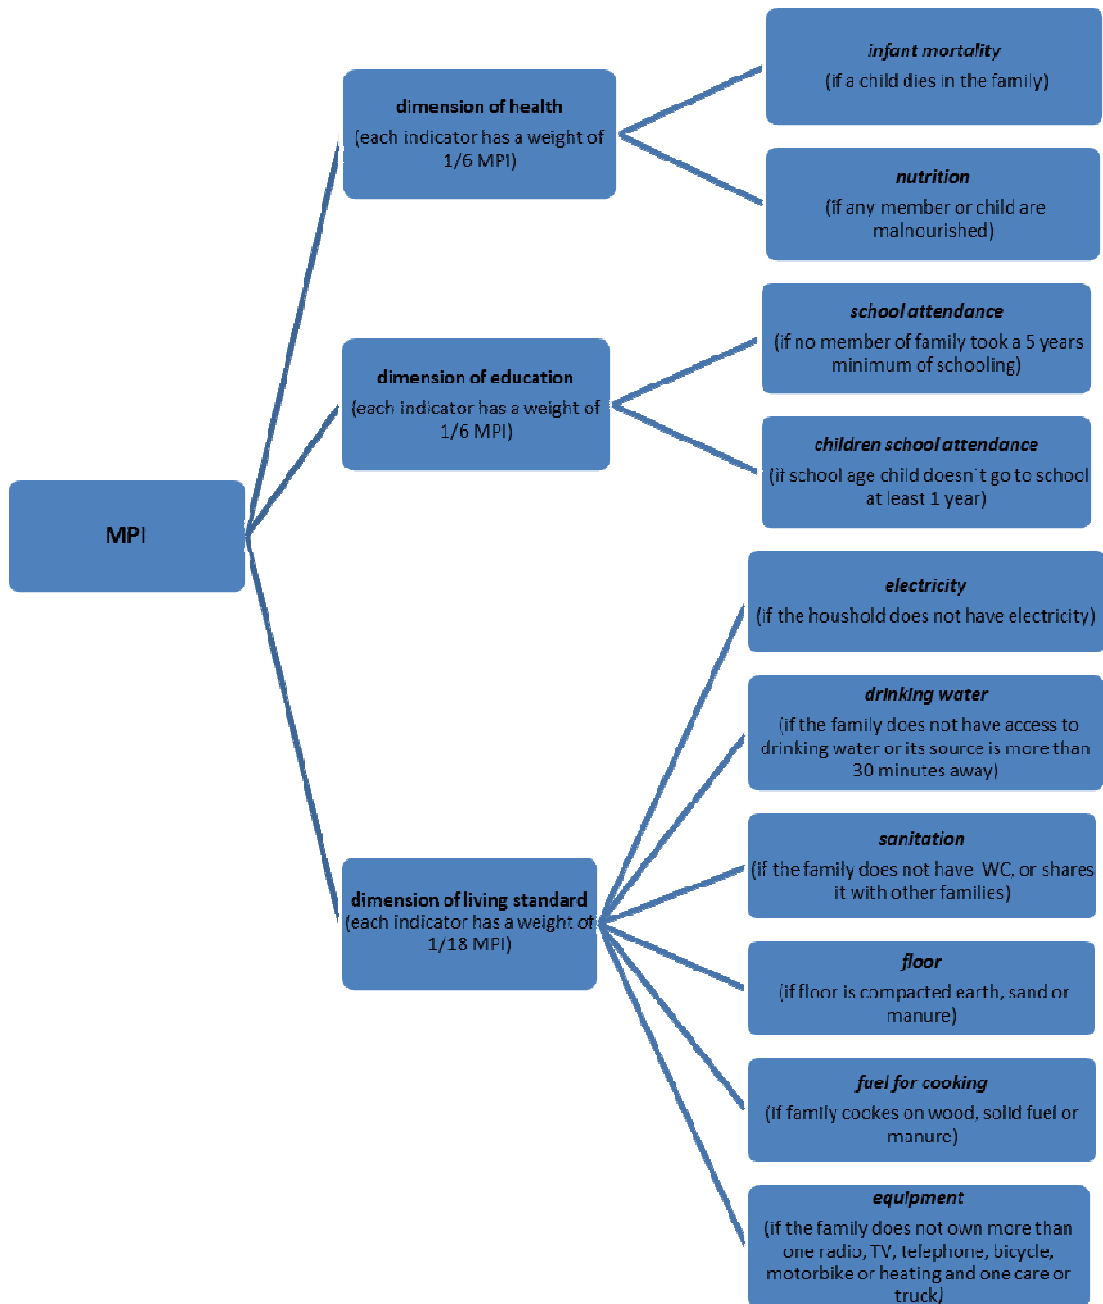 infant mortality
(if a child dies in the family)
dimension of health
(each indicator has a weight of
1/6 MPI)
nutrition
(if any member or child are
malnourished)
school attendance
(if no member of family took a 5 years
minimum of schooling)
dimension of education
(each indicator has a weight of
1/6 MPI)
children school attendance
(if school age child doesn´t go to school
at least 1 year)
MPI
electricity
(if the houshold does not have electricity)
drinking water
(if the family does not have access to
drinking water or its source is more than
30 minutes away)
sanitation
(if the family does not have WC, or shares
it with other families)
dimension of living standard
(each indicator has a weight of
1/18 MPI)
floor
(if floor is compacted earth, sand or
manure)
fuel for cooking
(if family cookes on wood, solid fuel or
manure)
equipment
(if the family does not own more than
one radio, TV, telephone, bicycle,
motorbike or heating and one care or
truck)